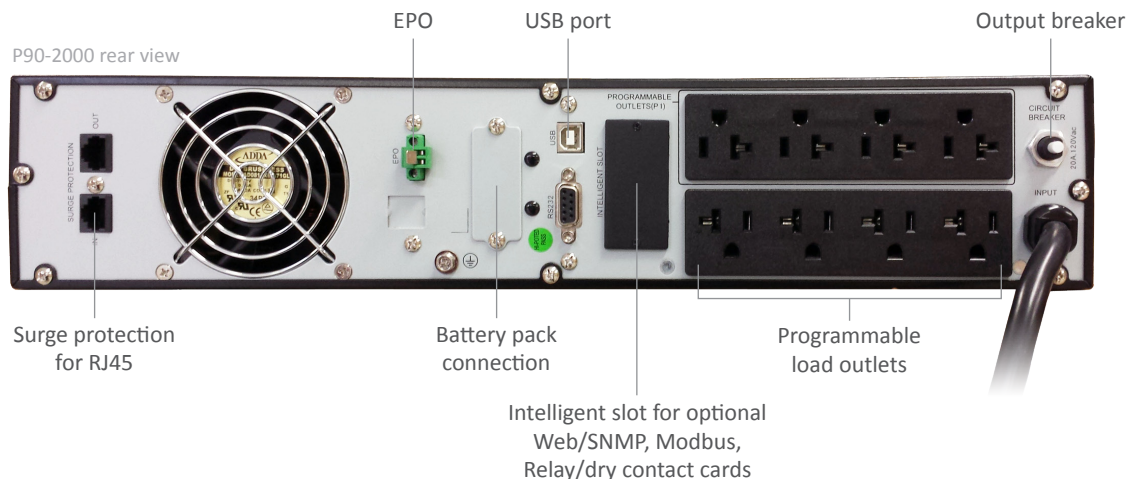 EPO
USB port
Output breaker
P90-2000 rear view
PROGRAMMABLE
OUTLETS(P1)
CIRCUIT
BREAKER
20A,120Vac
OUT
SURGE PROTECTION
IN
ADDA
EPO
USB
RS232
INTELLIGENT SLOT
INPUT
Surge protection
for RJ45
Battery pack
connection
Programmable
load outlets
Intelligent slot for optional
Web/SNMP, Modbus,
Relay/dry contact cards